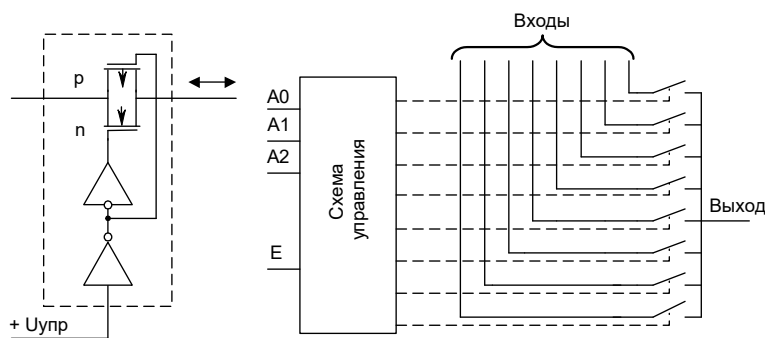 p
n
+ Uупр
Входы
A0
A1
A2
E
Схема
управления
Выход